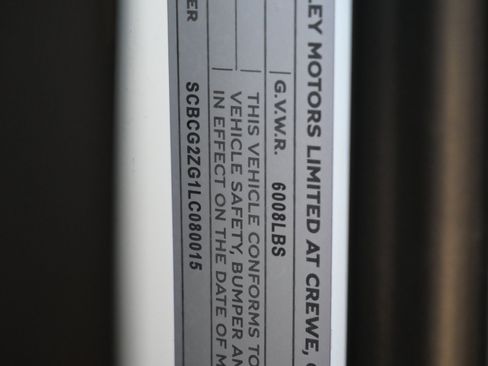 LEY MOTORS LIMITED AT CREWE,
G.V.W.R. 6008LBS
THIS VEHICLE CONFORMS TO
VEHICLE SAFETY, BUMPER AN
IN EFFECT ON THE DATE OF M
SCBCG2ZG1LC080015
ER